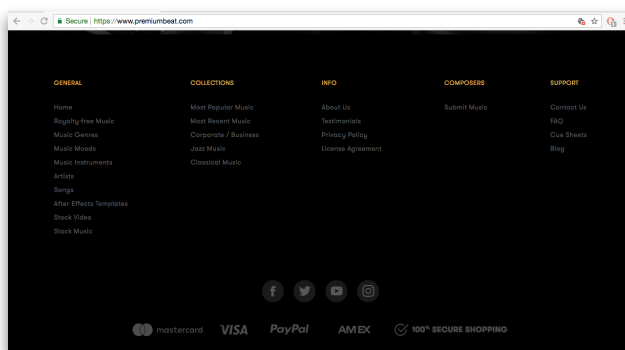 Secure | https://www.premiumbeat.com
GENERAL
Home
Royalty-free Music
Music Genres
Music Moods
Music Instruments
Artists
Songs
After Effects Templates
Stock Video
Stock Music
COLLECTIONS
Most Popular Music
Most Recent Music
Corporate / Business
Jazz Music
Classical Music
INFO
About Us
Testimonials
Privacy Policy
License Agreement
COMPOSERS
Submit Music
SUPPORT
Contact Us
FAQ
Cue Sheets
Blog
mastercard VISA PayPal AMEX 100% SECURE SHOPPING